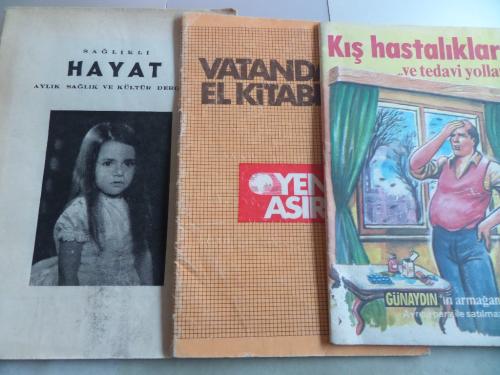 SAĞLIKLI
HAYAT
AYLIK SAĞLIK VE KÜLTÜR DERG
VATANDA
EL KİTABI
YEN
ASIR
Kış hastalıklar
..ve tedavi yolla
GÜNAYDIN'ın armağan
Ayrı para ile satılmaz